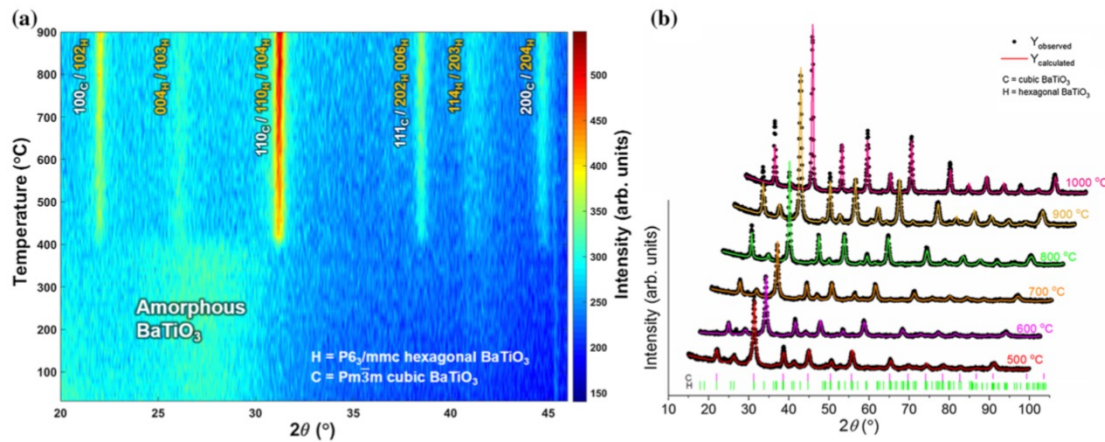 (a)
900
800
700
600
500
400
300
200
100
Temperature (°C)
100C / 102H
004H / 103H
110C / 110H / 104H
111C / 202H 006H
114H / 203H
200C / 204H
Amorphous
BaTiO3
H = P63/mmc hexagonal BaTiO3
C = Pm3̅m cubic BaTiO3
20 25 30 35 40 45
2θ (°)
500
450
400
350
300
250
200
150
Intensity (arb. units)
(b)
Yobserved
Ycalculated
C = cubic BaTiO3
H = hexagonal BaTiO3
1000 °C
900 °C
800 °C
700 °C
600 °C
500 °C
Intensity (arb. units)
C
H
10 20 30 40 50 60 70 80 90 100 110
2θ (°)